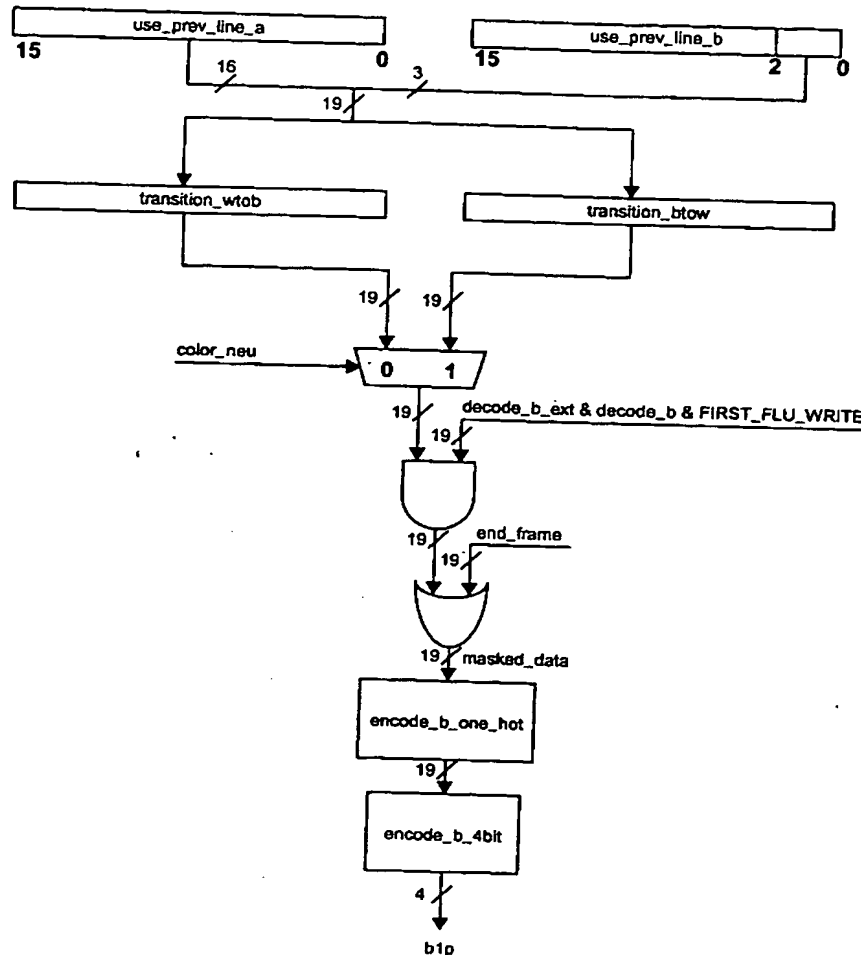 use_prev_line_a
use_prev_line_b
15
0
15
2
0
16
3
19
transition_wtob
transition_btow
19
19
color_neu
0
1
19
decode_b_ext & decode_b & FIRST_FLU_WRITE
19
19
end_frame
19
19
masked_data
encode_b_one_hot
19
encode_b_4bit
4
b1p